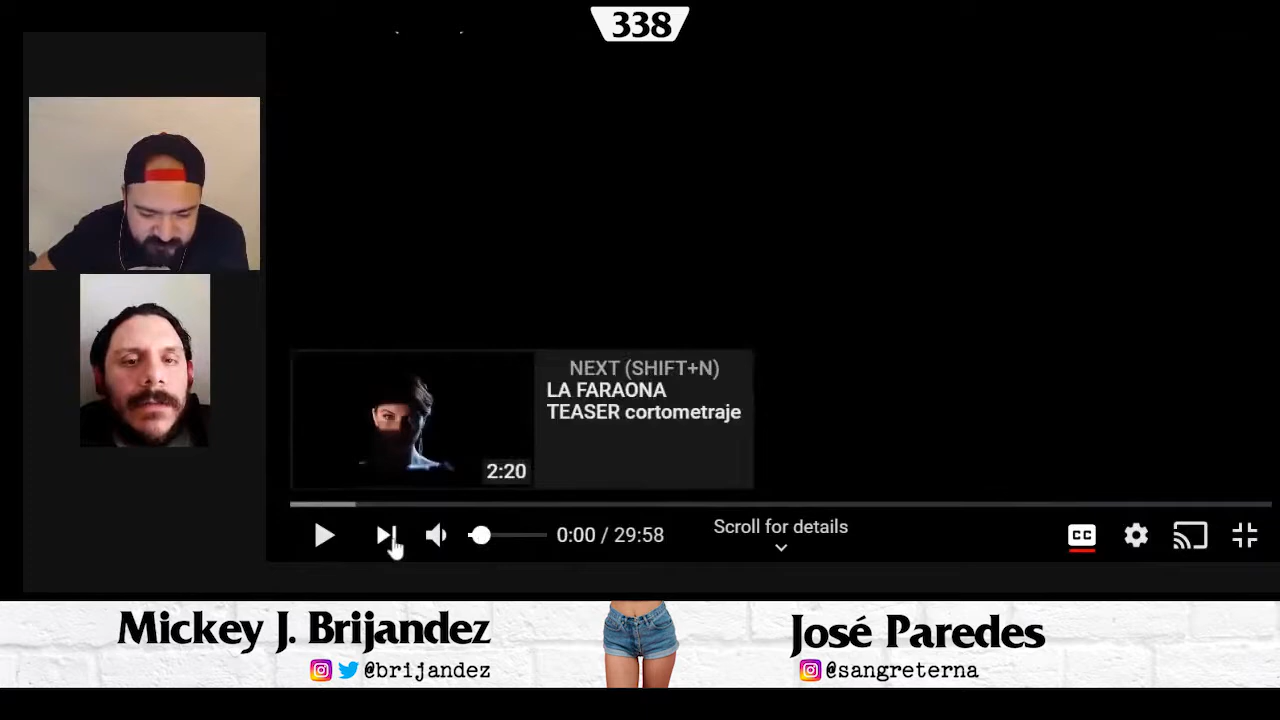 338
NEXT (SHIFT+N)
LA FARAONA
TEASER cortometraje
2:20
0:00 / 29:58
Scroll for details
CC
Mickey J. Brijandez
@brijandez
José Paredes
@sangreterna